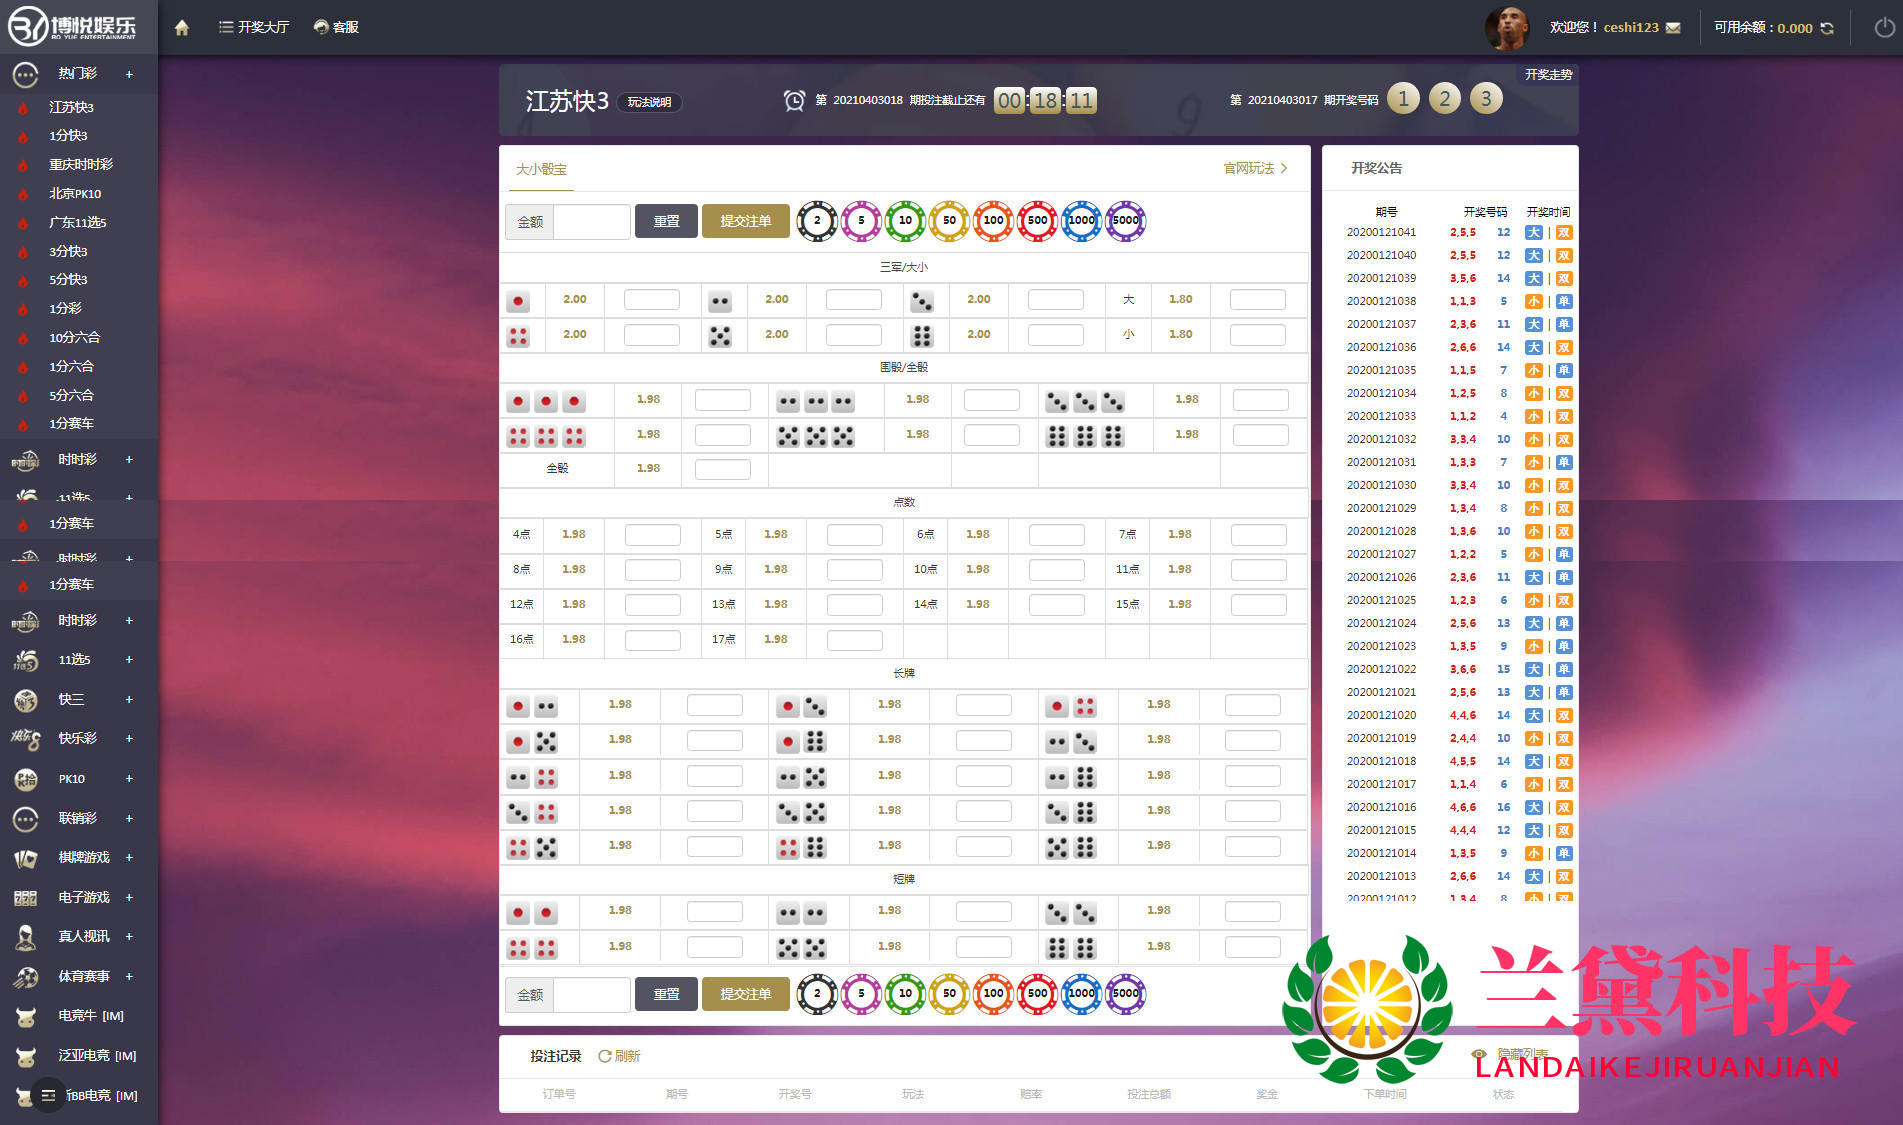 博悦娱乐
BO YUE ENTERTAINMENT
开奖大厅 客服
欢迎您！ceshi123 可用余额：0.000
热门彩 +
江苏快3
1分快3
重庆时时彩
北京PK10
广东11选5
3分快3
5分快3
1分彩
10分六合
1分六合
5分六合
1分赛车
时时彩 +
11选5 +
1分赛车
时时彩 +
1分赛车
时时彩 +
11选5 +
快三 +
快乐彩 +
PK10 +
联销彩 +
棋牌游戏 +
电子游戏 +
真人视讯 +
体育赛事 +
电竞牛 [IM]
泛亚电竞 [IM]
BB电竞 [IM]
开奖走势
江苏快3 玩法说明
第 20210403018 期投注截止还有 00:18:11
第 20210403017 期开奖号码 1 2 3
大小骰宝 官网玩法 >
金额 重置 提交注单 2 5 10 50 100 500 1000 5000
三军/大小
2.00 2.00 2.00 大 1.80
2.00 2.00 2.00 小 1.80
围骰/全骰
1.98 1.98 1.98
1.98 1.98 1.98
全骰 1.98
点数
4点 1.98 5点 1.98 6点 1.98 7点 1.98
8点 1.98 9点 1.98 10点 1.98 11点 1.98
12点 1.98 13点 1.98 14点 1.98 15点 1.98
16点 1.98 17点 1.98
长牌
1.98 1.98 1.98
1.98 1.98 1.98
1.98 1.98 1.98
1.98 1.98 1.98
1.98 1.98 1.98
短牌
1.98 1.98 1.98
1.98 1.98 1.98
金额 重置 提交注单 2 5 10 50 100 500 1000 5000
开奖公告
期号 开奖号码 开奖时间
20200121041 2,5,5 12 大 | 双
20200121040 2,5,5 12 大 | 双
20200121039 3,5,6 14 大 | 双
20200121038 1,1,3 5 小 | 单
20200121037 2,3,6 11 大 | 单
20200121036 2,6,6 14 大 | 双
20200121035 1,1,5 7 小 | 单
20200121034 1,2,5 8 小 | 双
20200121033 1,1,2 4 小 | 双
20200121032 3,3,4 10 小 | 双
20200121031 1,3,3 7 小 | 单
20200121030 3,3,4 10 小 | 双
20200121029 1,3,4 8 小 | 双
20200121028 1,3,6 10 小 | 双
20200121027 1,2,2 5 小 | 单
20200121026 2,3,6 11 大 | 单
20200121025 1,2,3 6 小 | 双
20200121024 2,5,6 13 大 | 单
20200121023 1,3,5 9 小 | 单
20200121022 3,6,6 15 大 | 单
20200121021 2,5,6 13 大 | 单
20200121020 4,4,6 14 大 | 双
20200121019 2,4,4 10 小 | 双
20200121018 4,5,5 14 大 | 双
20200121017 1,1,4 6 小 | 双
20200121016 4,6,6 16 大 | 双
20200121015 4,4,4 12 大 | 双
20200121014 1,3,5 9 小 | 单
20200121013 2,6,6 14 大 | 双
20200121012 1,3,4 8 小 | 双
投注记录 刷新 隐藏列表
订单号 期号 开奖号 玩法 赔率 投注总额 奖金 下单时间 状态
兰黛科技
LANDAIKEJIRUANJIAN